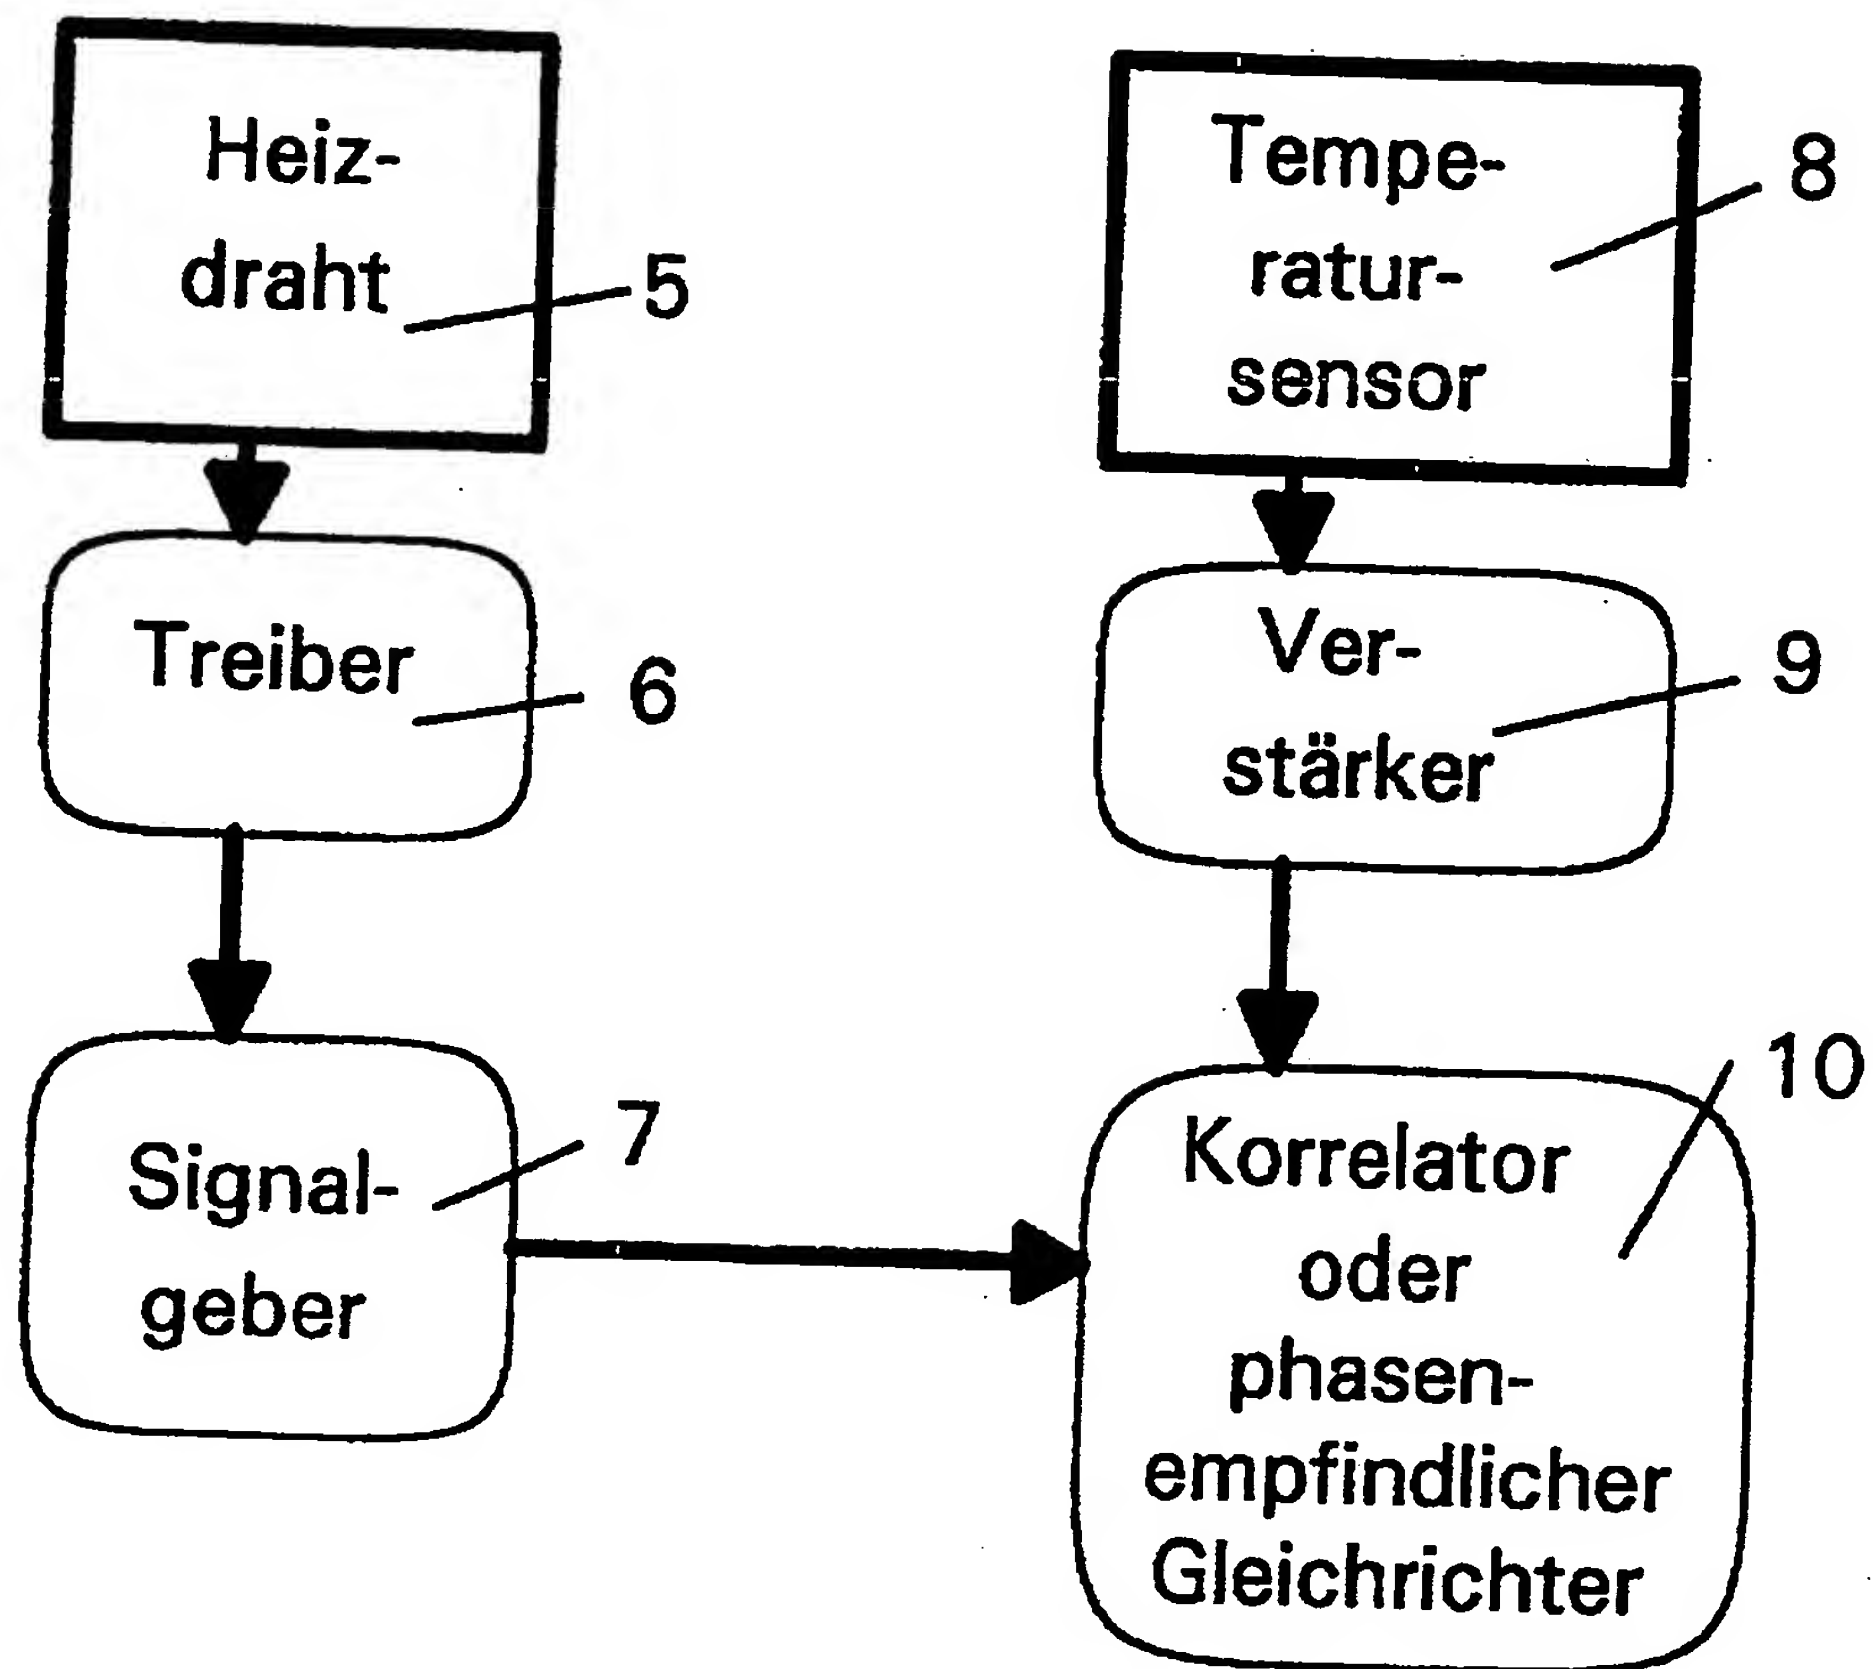 Heiz-
draht
5
Treiber
6
Signal-
geber
7
Tempe-
ratur-
sensor
8
Ver-
stärker
9
Korrelator
oder
phasen-
empfindlicher
Gleichrichter
10